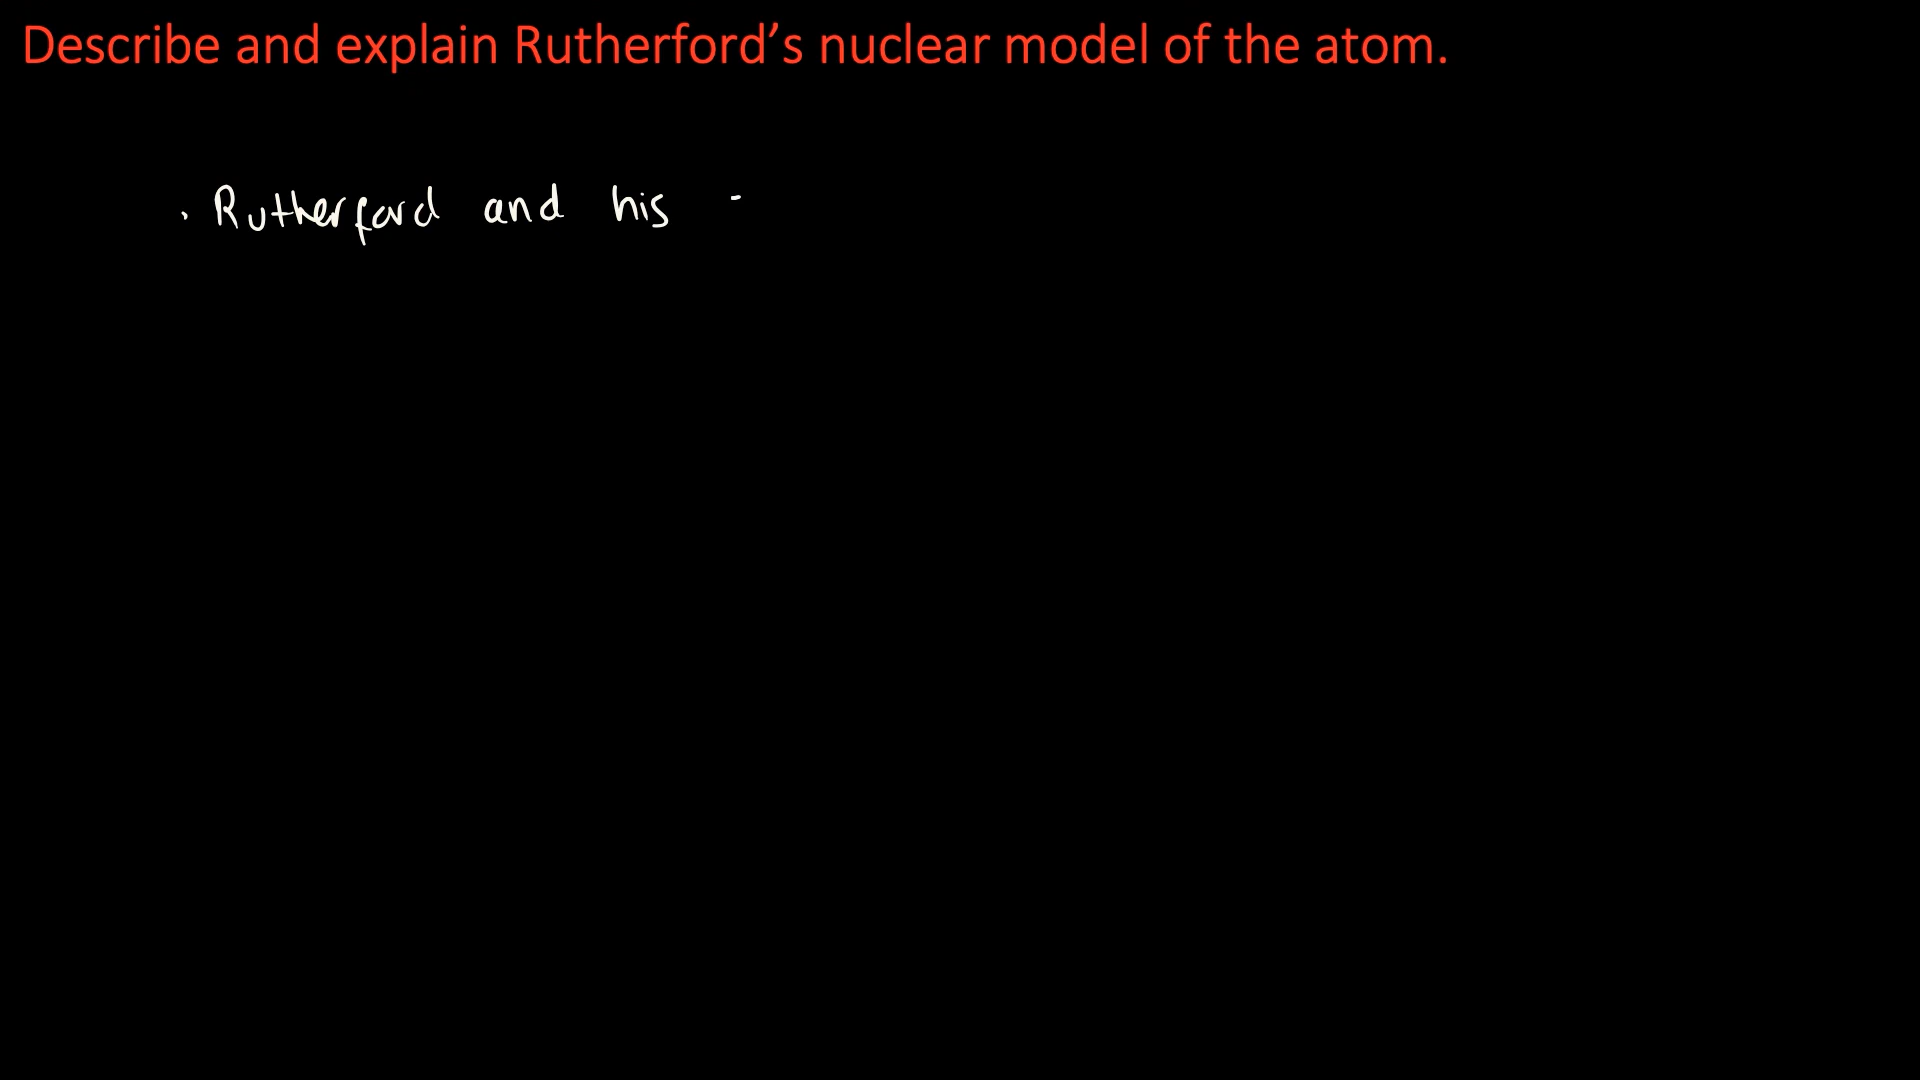 Describe and explain Rutherford’s nuclear model of the atom.
· Rutherford and his